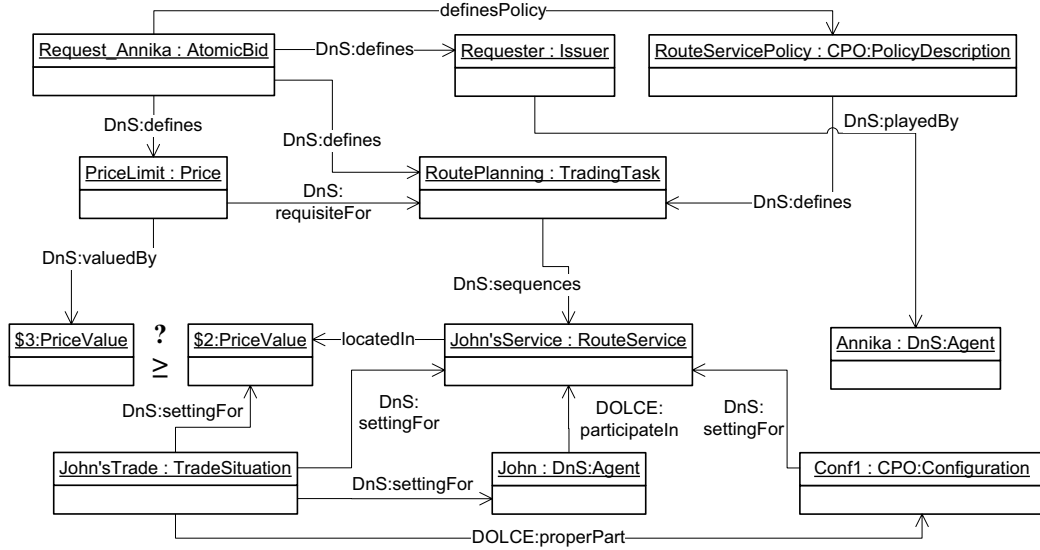 definesPolicy
Request_Annika : AtomicBid
DnS:defines
Requester : Issuer
RouteServicePolicy : CPO:PolicyDescription
DnS:defines
DnS:defines
DnS:playedBy
PriceLimit : Price
DnS:
requisiteFor
RoutePlanning : TradingTask
DnS:defines
DnS:valuedBy
DnS:sequences
$3:PriceValue
?
≥
$2:PriceValue
locatedIn
John'sService : RouteService
Annika : DnS:Agent
DnS:settingFor
DnS:
settingFor
DOLCE:
participateIn
DnS:
settingFor
John'sTrade : TradeSituation
DnS:settingFor
John : DnS:Agent
Conf1 : CPO:Configuration
DOLCE:properPart